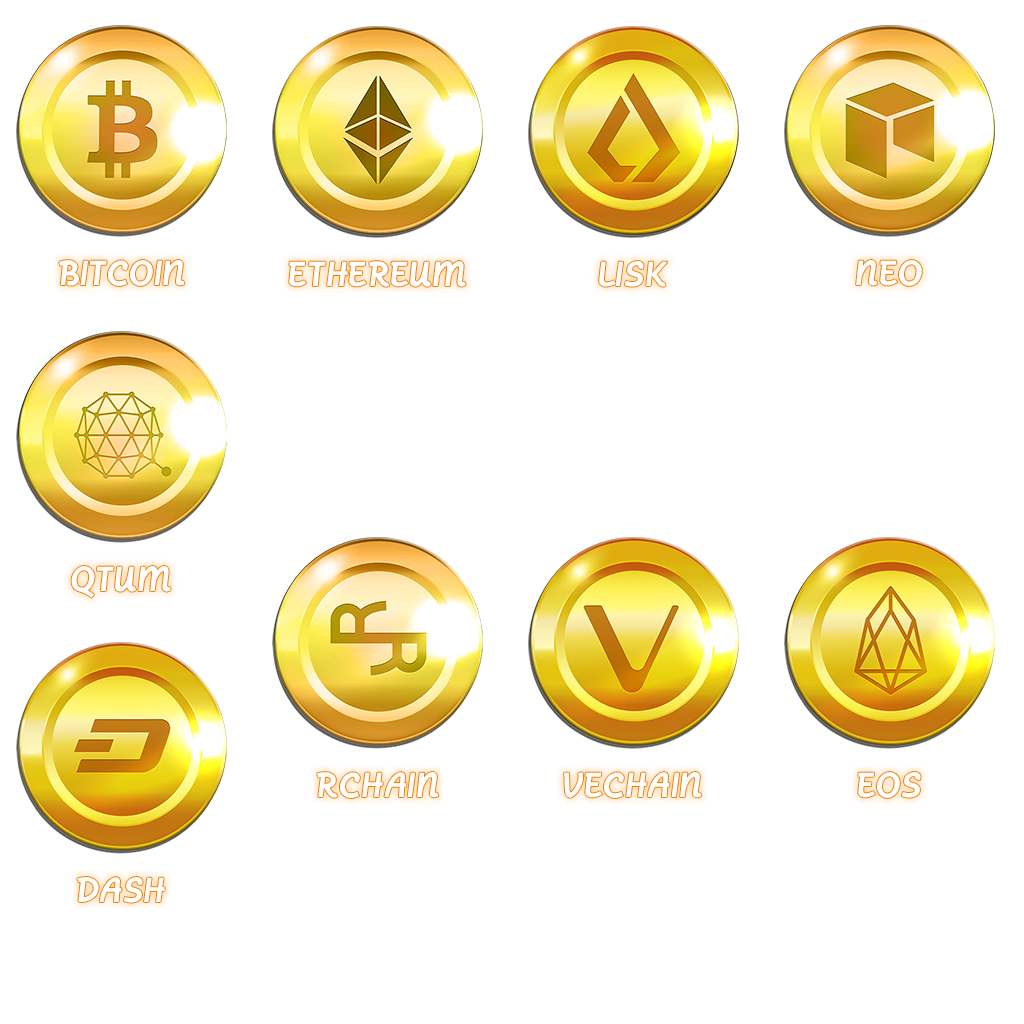 BITCOIN
ETHEREUM
LISK
NEO
QTUM
RCHAIN
VECHAIN
EOS
DASH